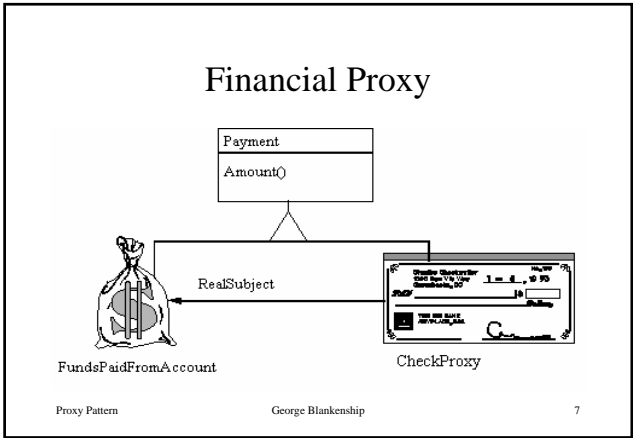 Financial Proxy
Payment
Amount()
RealSubject
FundsPaidFromAccount
CheckProxy
$
Proxy Pattern
George Blankenship
7